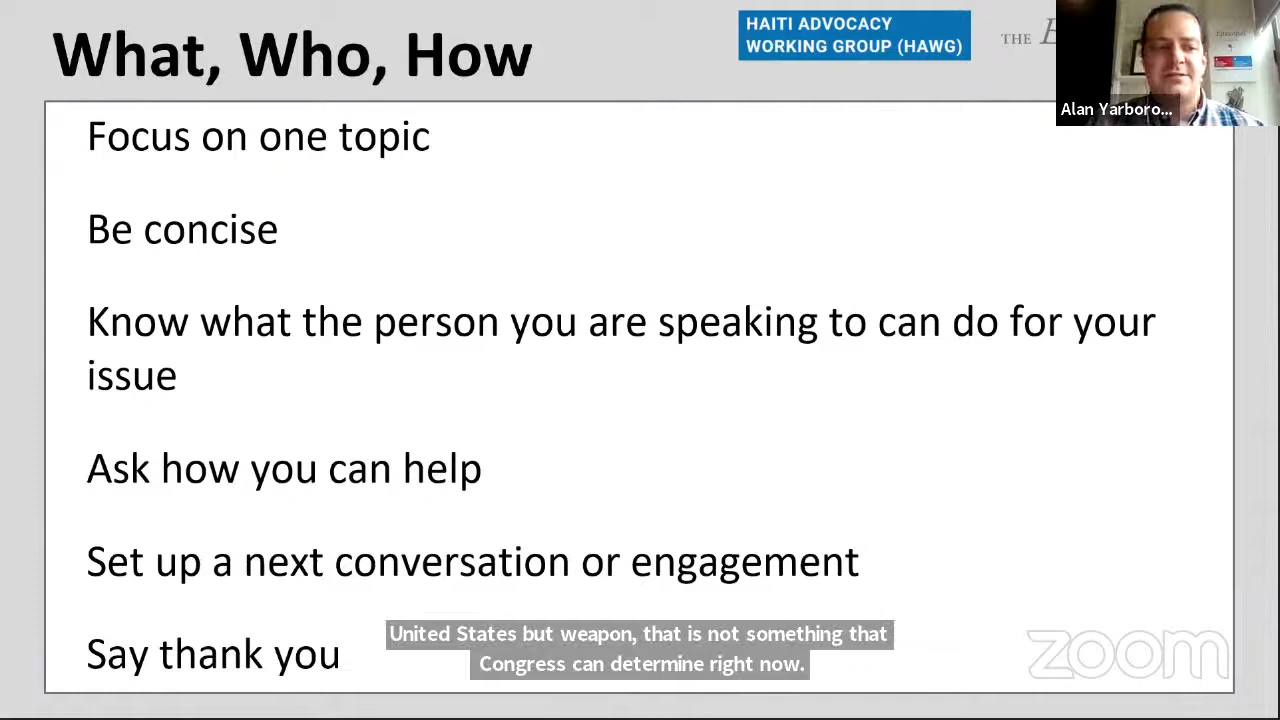 What, Who, How
HAITI ADVOCACY
WORKING GROUP (HAWG)
THE E
Alan Yarboro...
Focus on one topic
Be concise
Know what the person you are speaking to can do for your
issue
Ask how you can help
Set up a next conversation or engagement
Say thank you
United States but weapon, that is not something that
Congress can determine right now.
zoom